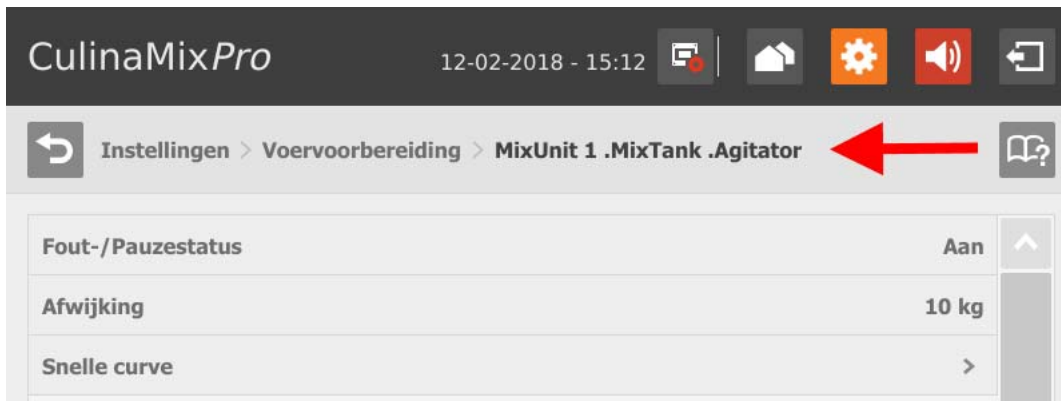 CulinaMixPro 12-02-2018 - 15:12
Instellingen > Voervoorbereiding > MixUnit 1 .MixTank .Agitator
Fout-/Pauzestatus Aan
Afwijking 10 kg
Snelle curve >